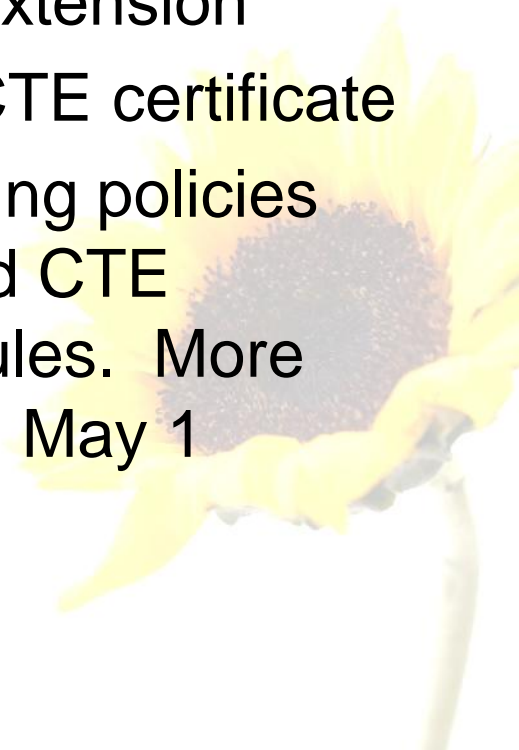 xtension
CTE certificate
ng policies
d CTE
ules. More
May 1